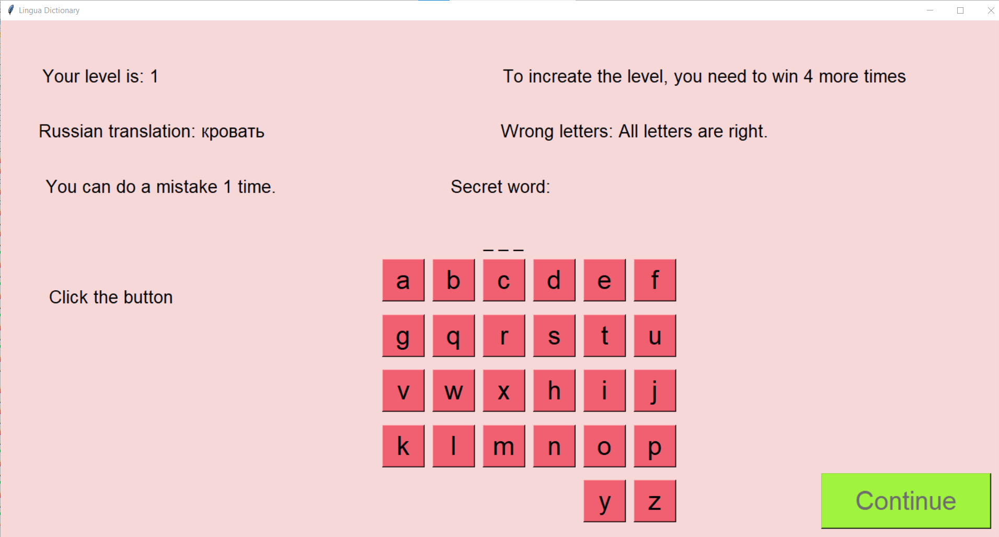 Lingua Dictionary
Your level is: 1
To increate the level, you need to win 4 more times
Russian translation: кровать
Wrong letters: All letters are right.
You can do a mistake 1 time.
Secret word:
_ _ _
Click the button
a b c d e f
g q r s t u
v w x h i j
k l m n o p
y z
Continue